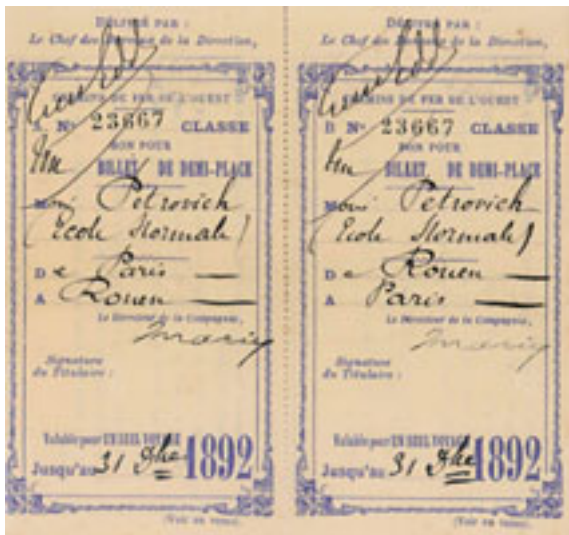 DÉLIVRÉ PAR :
Le Chef des de la Direction,
CHEMINS DE FER DE L'OUEST
A Nº 23667 CLASSE
BON POUR
BILLET DE DEMI-PLACE
Petrovich
(Ecole Normale)
De Paris
A Rouen
Le Directeur de la Compagnie,
Signature
du Titulaire :
Valable pour UN SEUL VOYAGE
Jusqu'au 31 9bre 1892
(Voir au verso).
DÉLIVRÉ PAR :
Le Chef des de la Direction,
CHEMINS DE FER DE L'OUEST
B Nº 23667 CLASSE
BON POUR
BILLET DE DEMI-PLACE
Petrovich
(Ecole Normale)
De Rouen
A Paris
Le Directeur de la Compagnie,
Signature
du Titulaire :
Valable pour UN SEUL VOYAGE
Jusqu'au 31 9bre 1892
(Voir au verso).